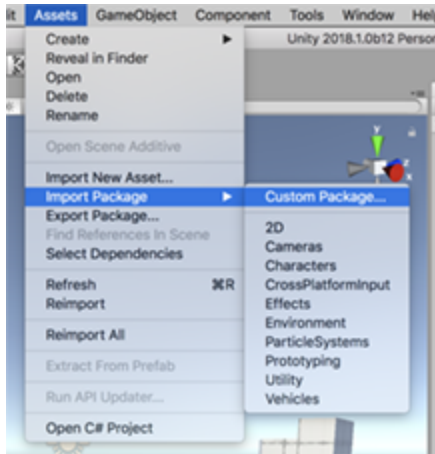 Assets GameObject Component Tools Window
Unity 2018.1.0b12
Create
Reveal in Finder
Open
Delete
Rename
Open Scene Additive
Import New Asset...
Import Package
Export Package...
Find References In Scene
Select Dependencies
Refresh ⌘R
Reimport
Reimport All
Extract From Prefab
Run API Updater...
Open C# Project
Custom Package...
2D
Cameras
Characters
CrossPlatformInput
Effects
Environment
ParticleSystems
Prototyping
Utility
Vehicles
y
z
x